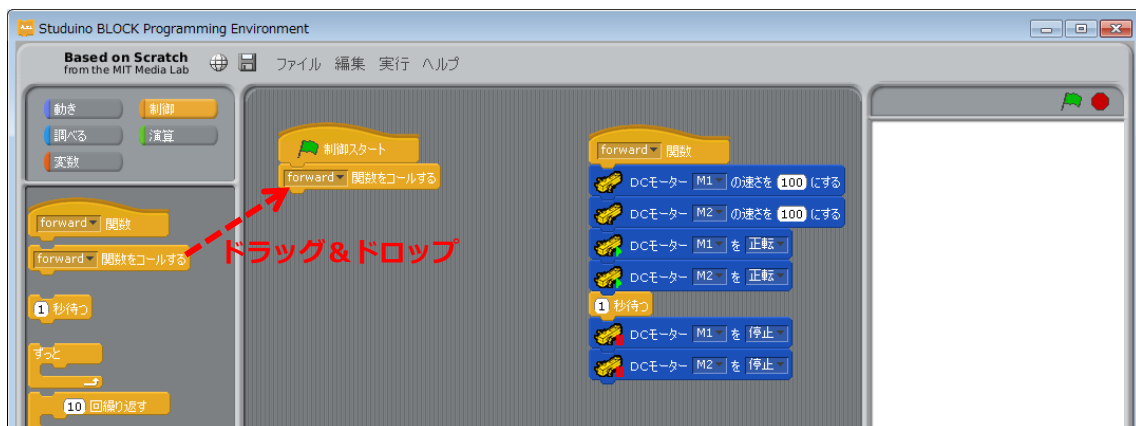 Studuino BLOCK Programming Environment
Based on Scratch
from the MIT Media Lab
ファイル 編集 実行 ヘルプ
動き 制御
調べる 演算
変数
forward 関数
forward 関数をコールする
1 秒待つ
ずっと
10 回繰り返す
制御スタート
forward 関数をコールする
ドラッグ&ドロップ
forward 関数
DCモーター M1 の速さを 100 にする
DCモーター M2 の速さを 100 にする
DCモーター M1 を 正転
DCモーター M2 を 正転
1 秒待つ
DCモーター M1 を 停止
DCモーター M2 を 停止